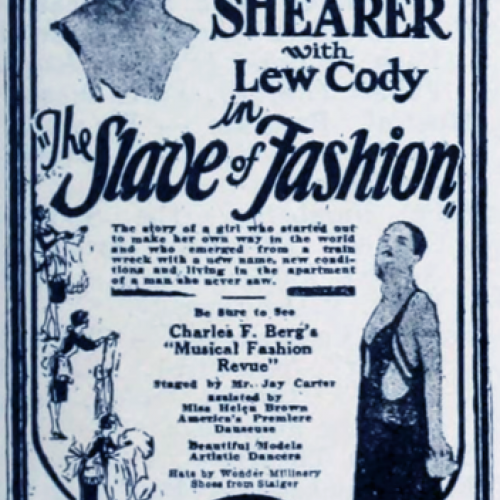 SHEARER
with
Lew Cody
in
"The
Slave of Fashion"
The story of a girl who started out
to make her own way in the world
and who emerged from a train
wreck with a new name, new condi-
tions and living in the apartment
of a man she never saw.
Be Sure to See
Charles F. Berg's
"Musical Fashion
Revue"
Staged by Mr. Jay Carter
assisted by
Miss Helen Brown
America's Premiere
Danseuse
Beautiful Models
Artistic Dancers
Hats by Wonder Millinery
Shoes from Staiger